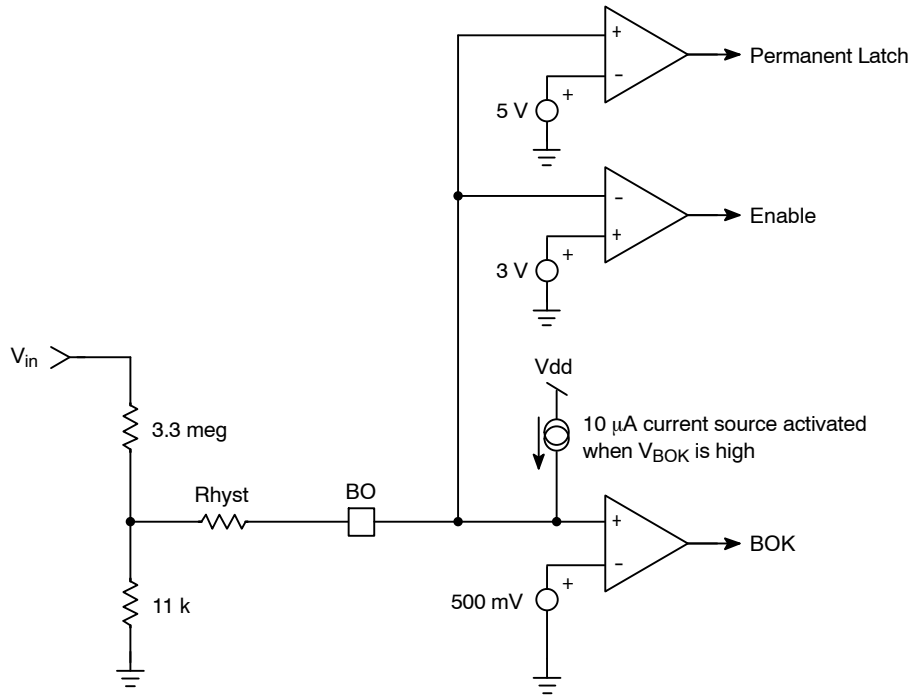 +
-
Permanent Latch
5 V
+
-
+
Enable
3 V
+
Vin
3.3 meg
Vdd
10 μA current source activated
when VBOK is high
Rhyst
BO
+
-
BOK
500 mV
+
11 k